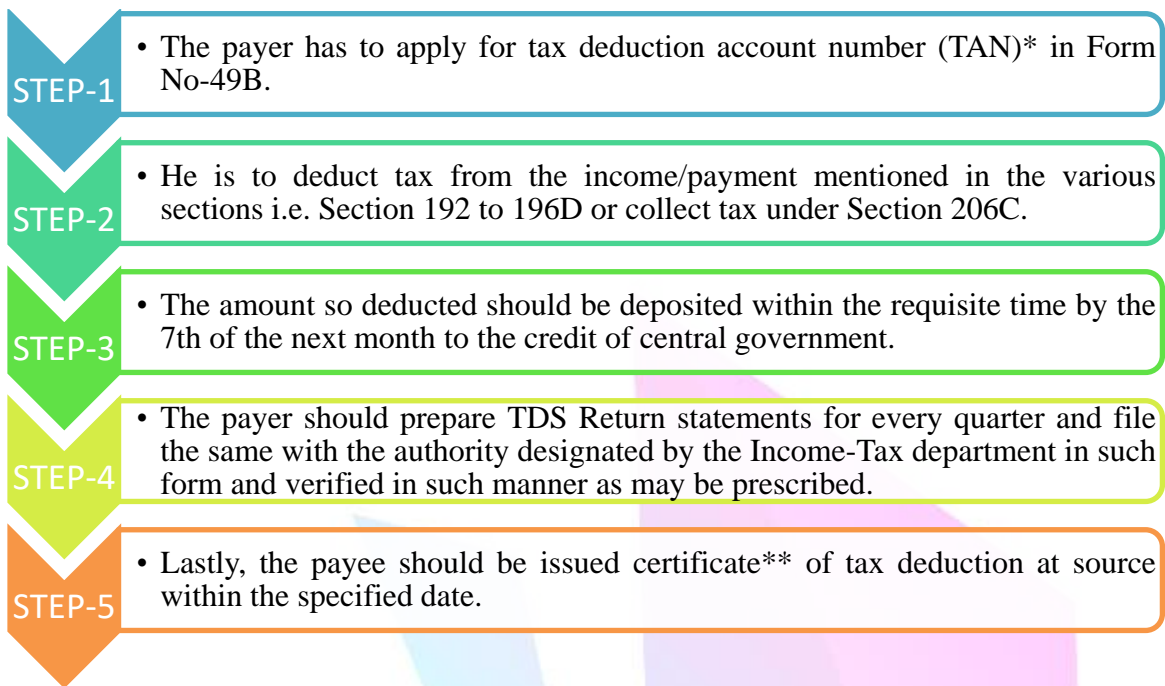 STEP-1
• The payer has to apply for tax deduction account number (TAN)* in Form
No-49B.
STEP-2
• He is to deduct tax from the income/payment mentioned in the various
sections i.e. Section 192 to 196D or collect tax under Section 206C.
STEP-3
• The amount so deducted should be deposited within the requisite time by the
7th of the next month to the credit of central government.
STEP-4
• The payer should prepare TDS Return statements for every quarter and file
the same with the authority designated by the Income-Tax department in such
form and verified in such manner as may be prescribed.
STEP-5
• Lastly, the payee should be issued certificate** of tax deduction at source
within the specified date.